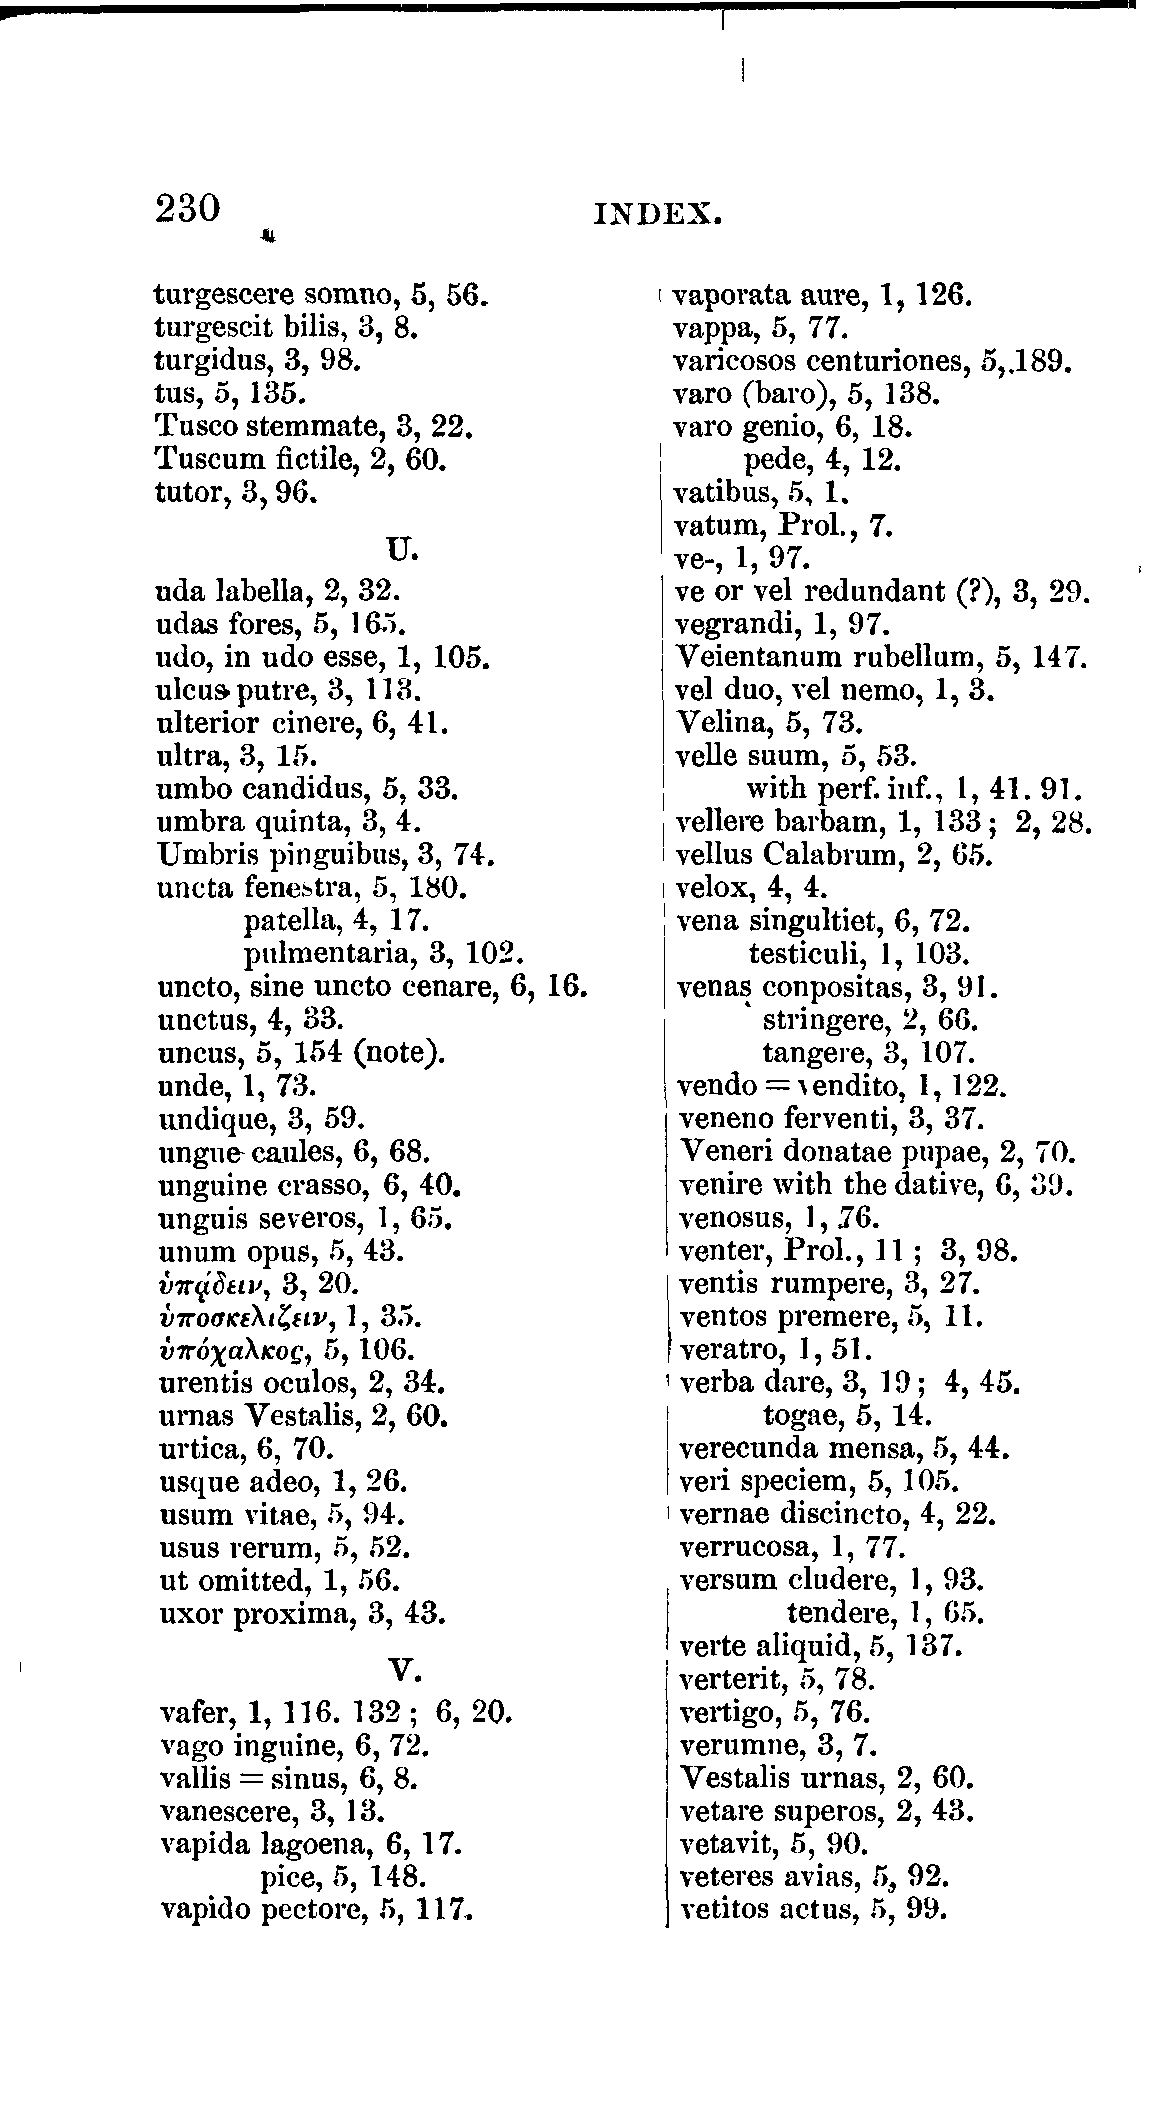 230
INDEX.
turgescere somno, 5, 56.
turgescit bilis, 3, 8.
turgidus, 3, 98.
tus, 5, 135.
Tusco stemmate, 3, 22.
Tuscum fictile, 2, 60.
tutor, 3, 96.
U.
uda labella, 2, 32.
udas fores, 5, 165.
udo, in udo esse, 1, 105.
ulcus putre, 3, 113.
ulterior cinere, 6, 41.
ultra, 3, 15.
umbo candidus, 5, 33.
umbra quinta, 3, 4.
Umbris pinguibus, 3, 74.
uncta fenestra, 5, 180.
patella, 4, 17.
pulmentaria, 3, 102.
uncto, sine uncto cenare, 6, 16.
unctus, 4, 33.
uncus, 5, 154 (note).
unde, 1, 73.
undique, 3, 59.
ungue caules, 6, 68.
unguine crasso, 6, 40.
unguis severos, 1, 65.
unum opus, 5, 43.
ὑπᾴδειν, 3, 20.
ὑποσκελιζειν, 1, 35.
ὑπόχαλκος, 5, 106.
urentis oculos, 2, 34.
urnas Vestalis, 2, 60.
urtica, 6, 70.
usque adeo, 1, 26.
usum vitae, 5, 94.
usus rerum, 5, 52.
ut omitted, 1, 56.
uxor proxima, 3, 43.
V.
vafer, 1, 116. 132; 6, 20.
vago inguine, 6, 72.
vallis = sinus, 6, 8.
vanescere, 3, 13.
vapida lagoena, 6, 17.
pice, 5, 148.
vapido pectore, 5, 117.
vaporata aure, 1, 126.
vappa, 5, 77.
varicosos centuriones, 5, 189.
varo (baro), 5, 138.
varo genio, 6, 18.
pede, 4, 12.
vatibus, 5, 1.
vatum, Prol., 7.
ve-, 1, 97.
ve or vel redundant (?), 3, 29.
vegrandi, 1, 97.
Veientanum rubellum, 5, 147.
vel duo, vel nemo, 1, 3.
Velina, 5, 73.
velle suum, 5, 53.
with perf. inf., 1, 41. 91.
vellere barbam, 1, 133; 2, 28.
vellus Calabrum, 2, 65.
velox, 4, 4.
vena singultiet, 6, 72.
testiculi, 1, 103.
venas conpositas, 3, 91.
stringere, 2, 66.
tangere, 3, 107.
vendo = vendito, 1, 122.
veneno ferventi, 3, 37.
Veneri donatae pupae, 2, 70.
venire with the dative, 6, 39.
venosus, 1, 76.
venter, Prol., 11; 3, 98.
ventis rumpere, 3, 27.
ventos premere, 5, 11.
veratro, 1, 51.
verba dare, 3, 19; 4, 45.
togae, 5, 14.
verecunda mensa, 5, 44.
veri speciem, 5, 105.
vernae discincto, 4, 22.
verrucosa, 1, 77.
versum cludere, 1, 93.
tendere, 1, 65.
verte aliquid, 5, 137.
verterit, 5, 78.
vertigo, 5, 76.
verumne, 3, 7.
Vestalis urnas, 2, 60.
vetare superos, 2, 43.
vetavit, 5, 90.
veteres avias, 5, 92.
vetitos actus, 5, 99.